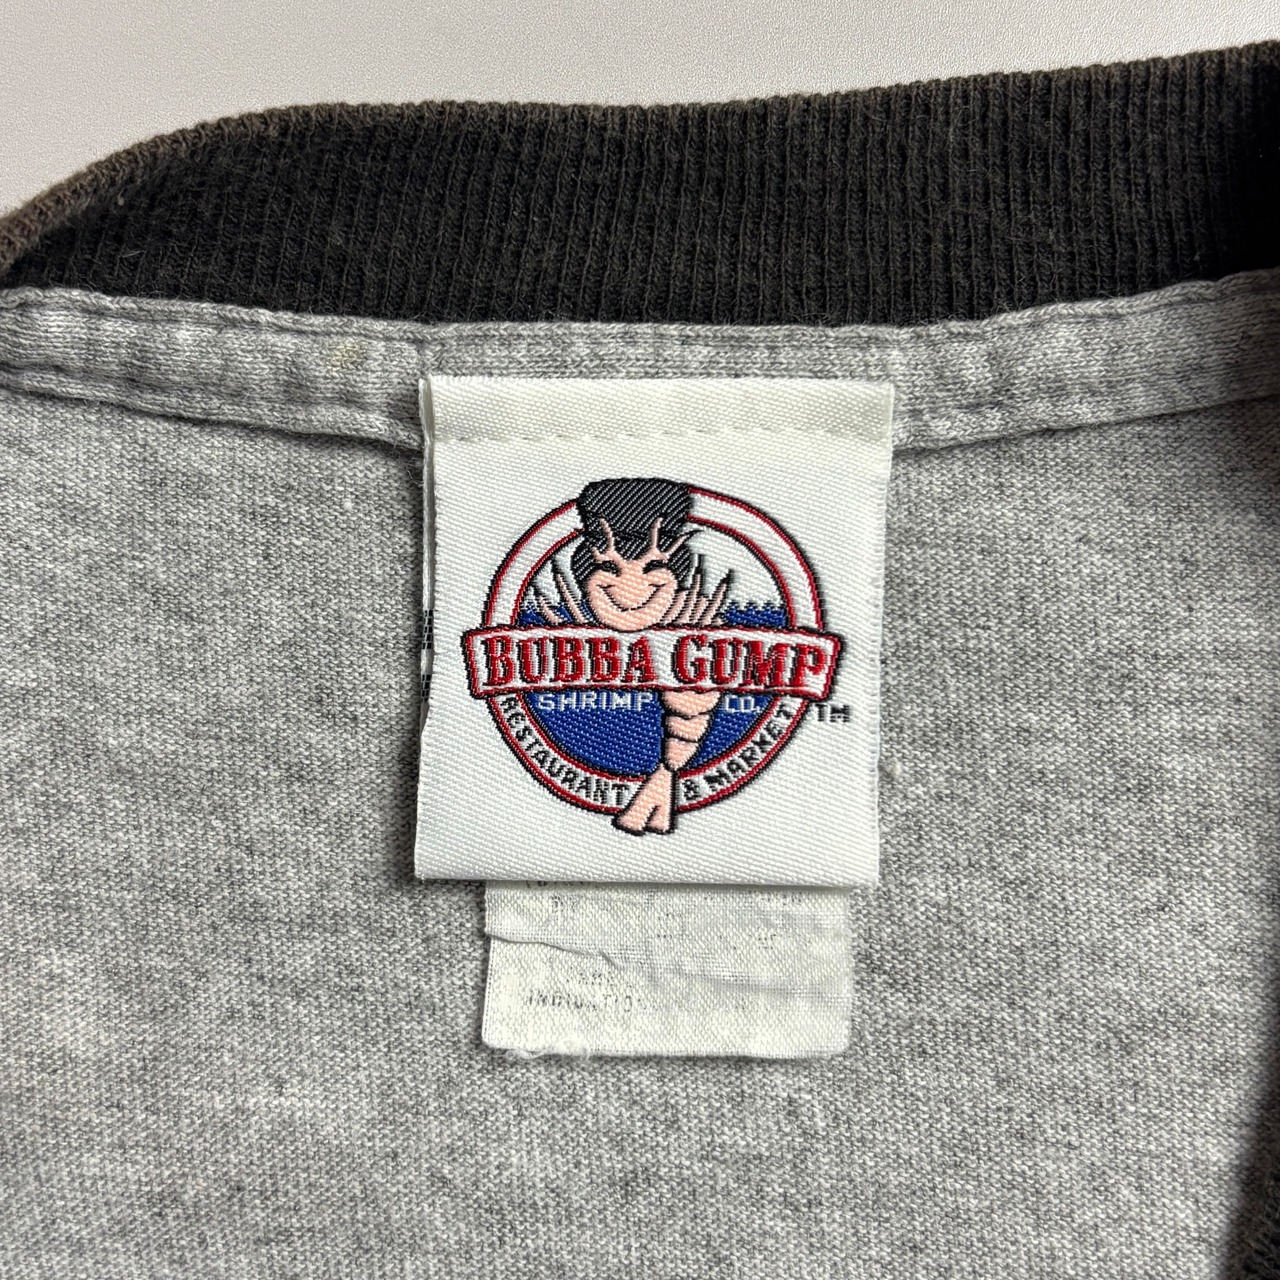 BUBBA GUMP
SHRIMP CO.
RESTAURANT & MARKET
TM